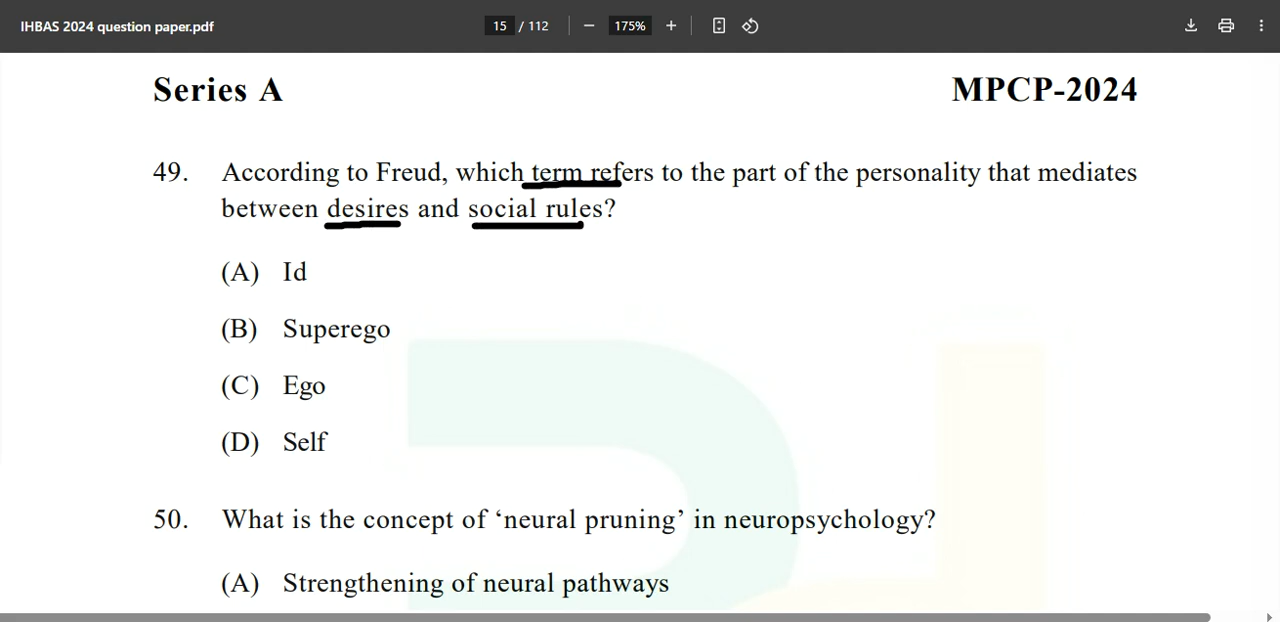 IHBAS 2024 question paper.pdf
15 / 112 − 175% +
Series A MPCP-2024
49. According to Freud, which term refers to the part of the personality that mediates
between desires and social rules?
(A) Id
(B) Superego
(C) Ego
(D) Self
50. What is the concept of ‘neural pruning’ in neuropsychology?
(A) Strengthening of neural pathways